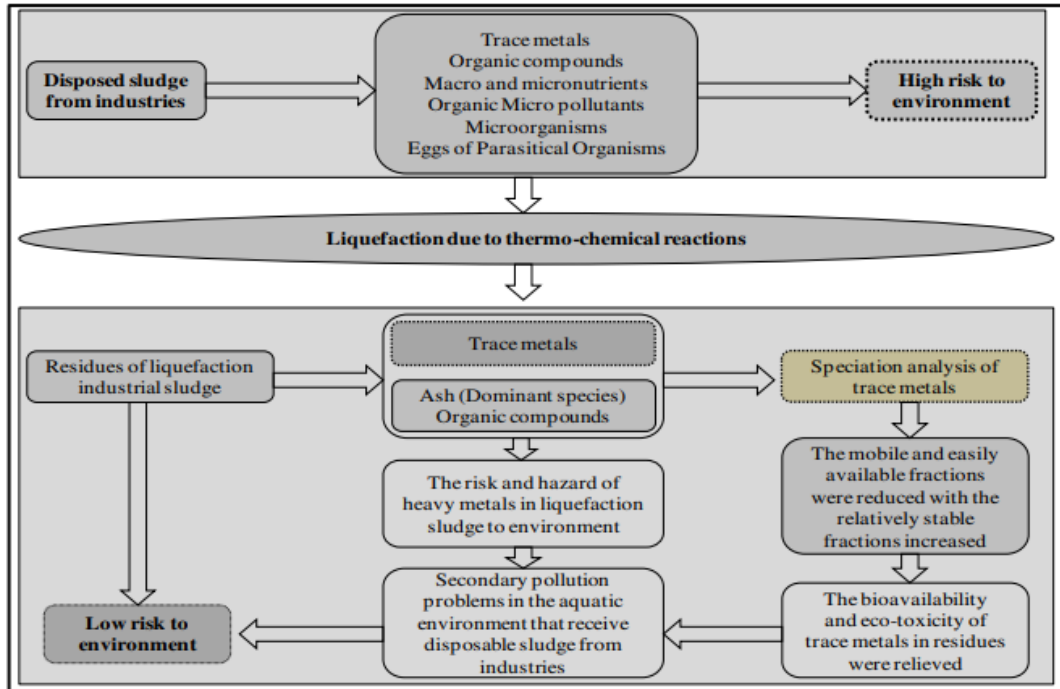 Disposed sludge
from industries
Trace metals
Organic compounds
Macro and micronutrients
Organic Micro pollutants
Microorganisms
Eggs of Parasitical Organisms
High risk to
environment
Liquefaction due to thermo-chemical reactions
Residues of liquefaction
industrial sludge
Trace metals
Ash (Dominant species)
Organic compounds
Speciation analysis of
trace metals
The risk and hazard of
heavy metals in liquefaction
sludge to environment
The mobile and easily
available fractions
were reduced with the
relatively stable
fractions increased
Low risk to
environment
Secondary pollution
problems in the aquatic
environment that receive
disposable sludge from
industries
The bioavailability
and eco-toxicity of
trace metals in residues
were relieved